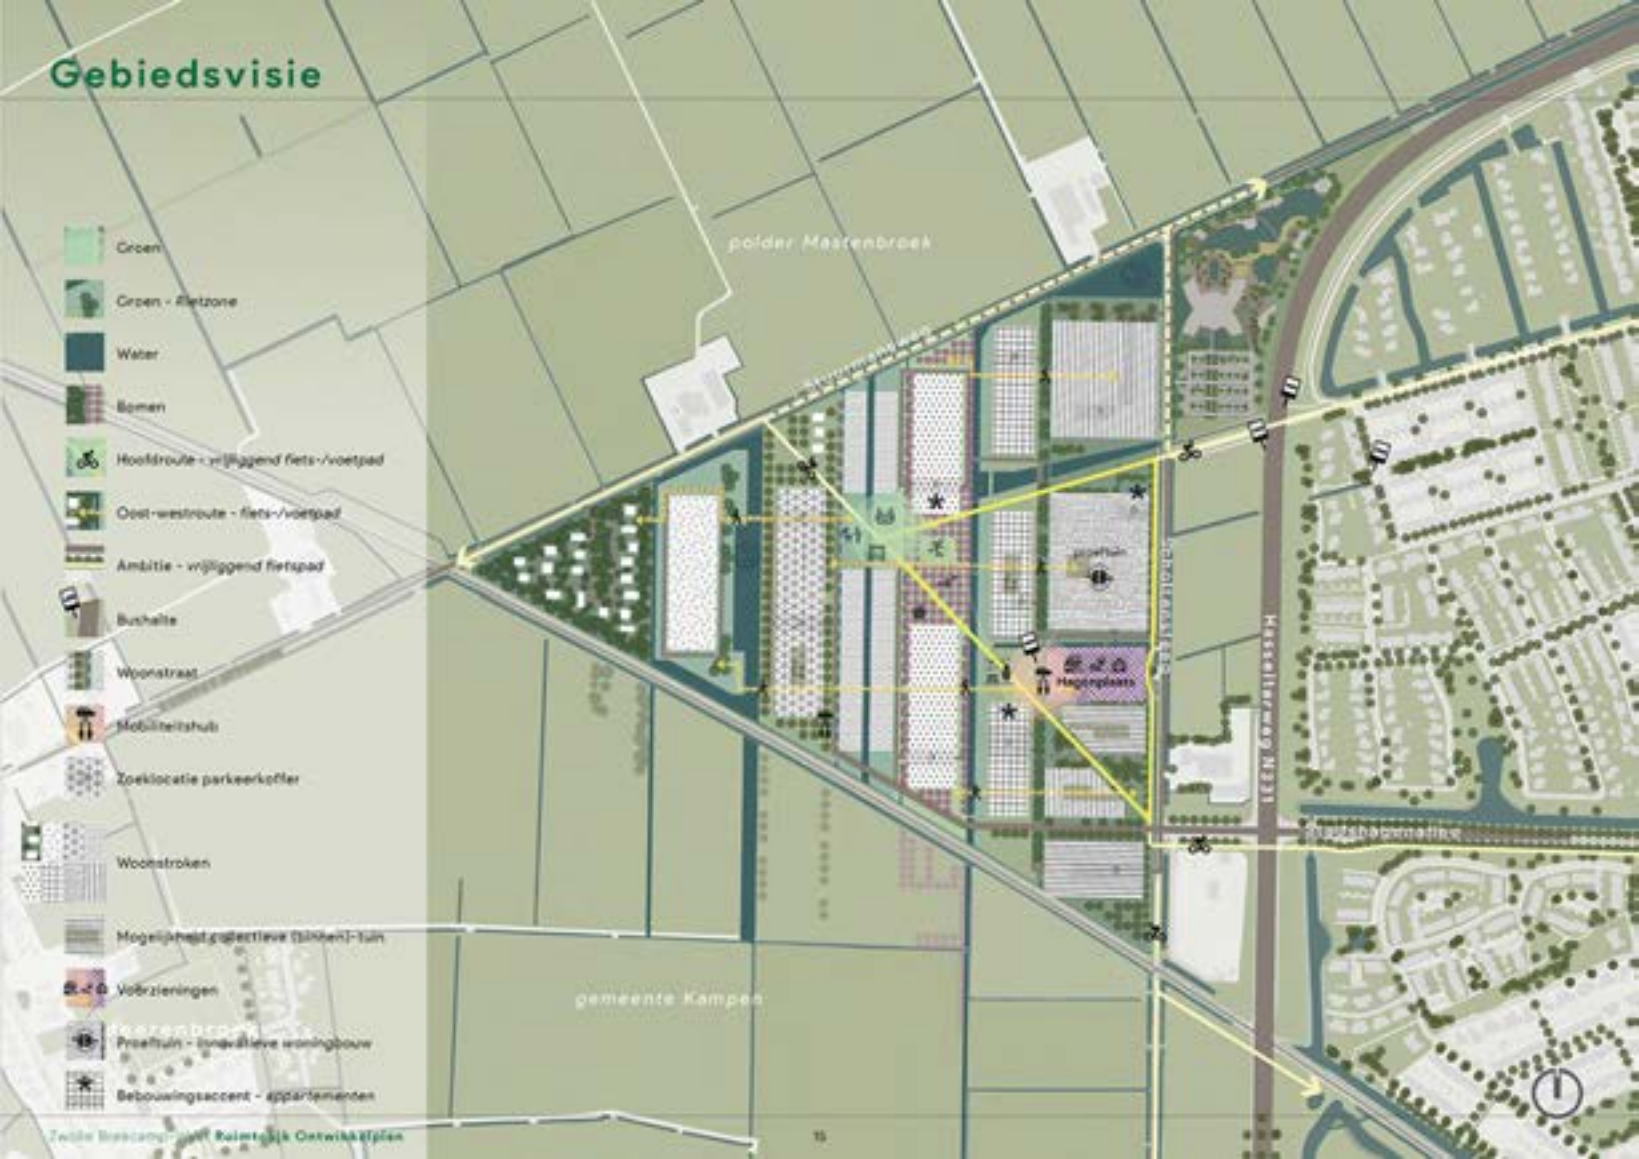 Gebiedsvisie
Groen
Groen - Rietzone
Water
Bomen
Hoofdroute - vrijliggend fiets-/voetpad
Oost-westroute - fiets-/voetpad
Ambitie - vrijliggend fietspad
Bushalte
Woonstraat
Mobiliteitshub
Zoeklocatie parkeerkoffer
Woonstroken
Mogelijkheid collectieve (binnen)-tuin
Voorzieningen
Proeftuin - innovatieve woningbouw
Bebouwingsaccent - appartementen
polder Mastenbroek
proeftuin
Hagenplaats
Hasselterweg N331
gemeente Kampen
Ruimtelijk Ontwikkelplan
15